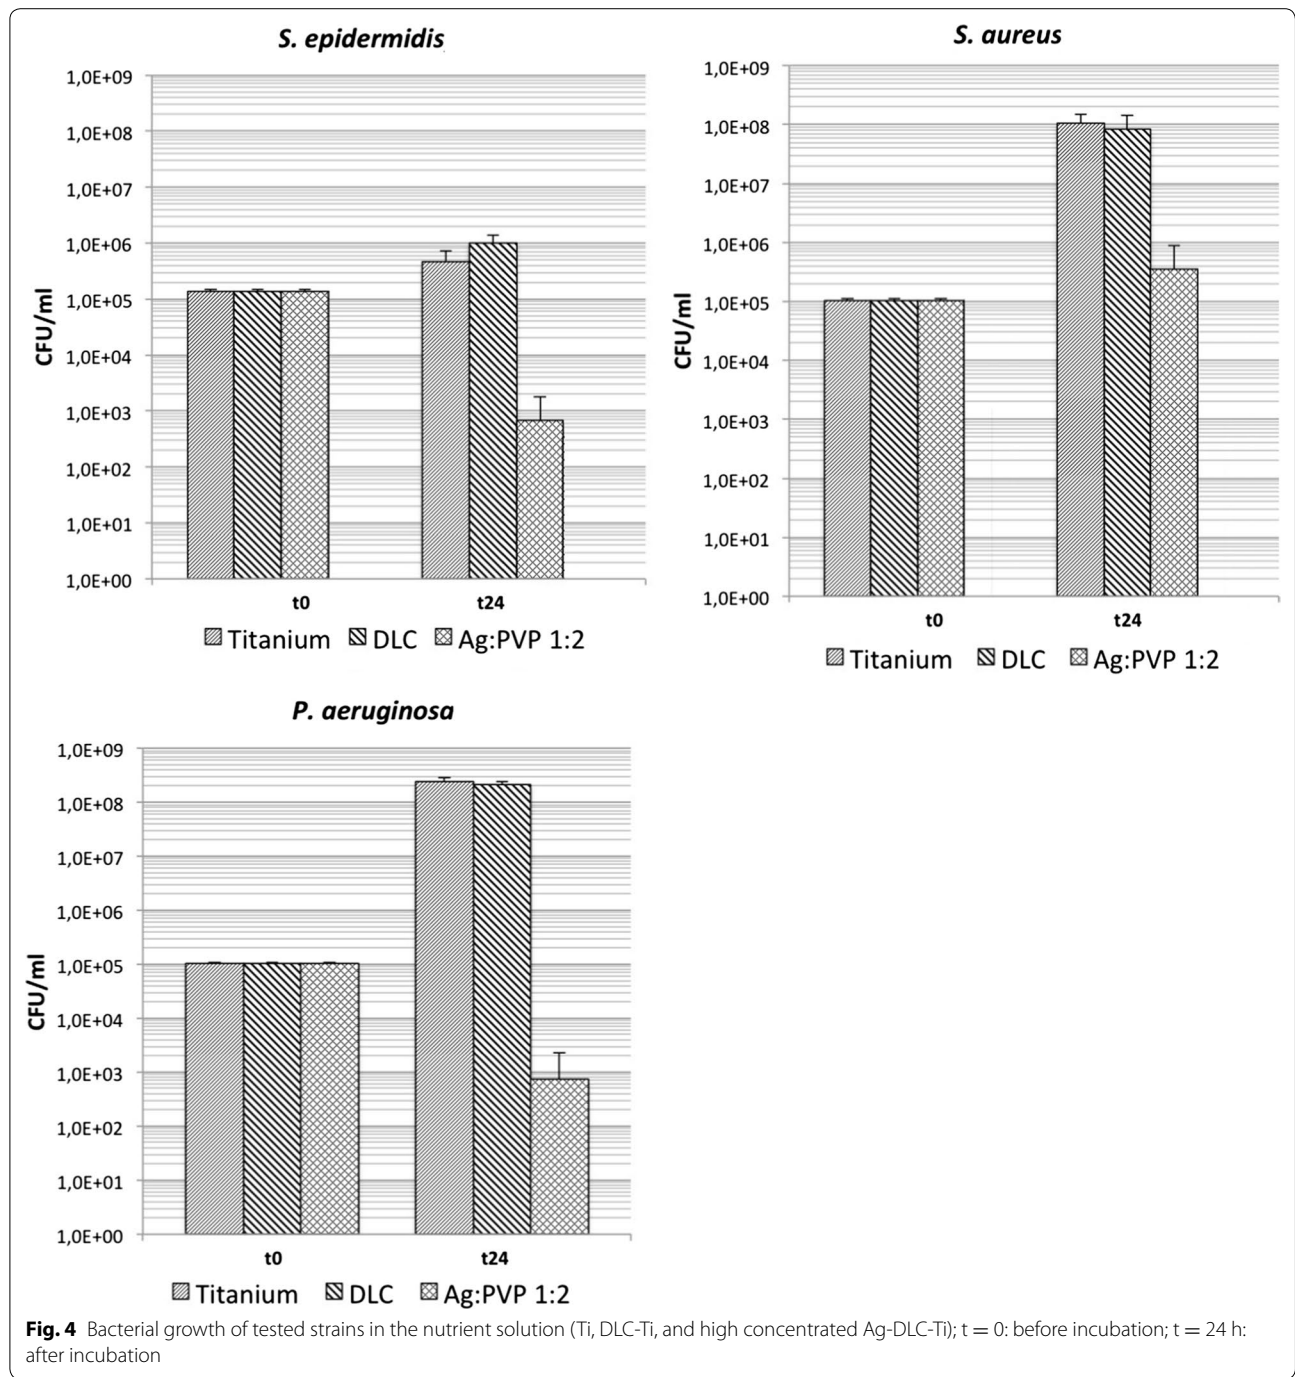 S. epidermidis
1,0E+09
1,0E+08
1,0E+07
1,0E+06
1,0E+05
1,0E+04
1,0E+03
1,0E+02
1,0E+01
1,0E+00
CFU/ml
t0 t24
Titanium DLC Ag:PVP 1:2
S. aureus
1,0E+09
1,0E+08
1,0E+07
1,0E+06
1,0E+05
1,0E+04
1,0E+03
1,0E+02
1,0E+01
1,0E+00
CFU/ml
t0 t24
Titanium DLC Ag:PVP 1:2
P. aeruginosa
1,0E+09
1,0E+08
1,0E+07
1,0E+06
1,0E+05
1,0E+04
1,0E+03
1,0E+02
1,0E+01
1,0E+00
CFU/ml
t0 t24
Titanium DLC Ag:PVP 1:2
Fig. 4 Bacterial growth of tested strains in the nutrient solution (Ti, DLC-Ti, and high concentrated Ag-DLC-Ti); t = 0: before incubation; t = 24 h:
after incubation